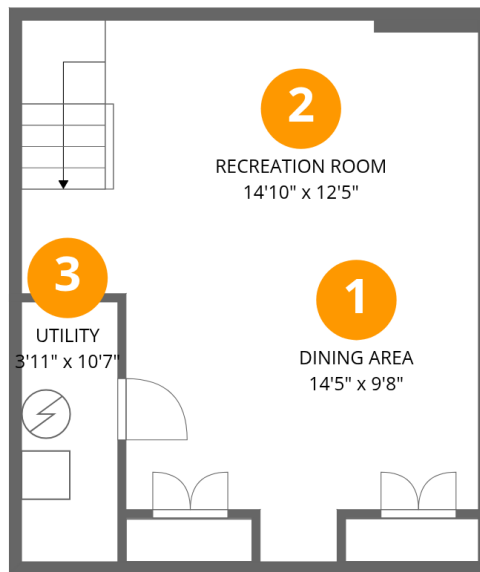 2
RECREATION ROOM
14'10" x 12'5"
3
UTILITY
3'11" x 10'7"
1
DINING AREA
14'5" x 9'8"